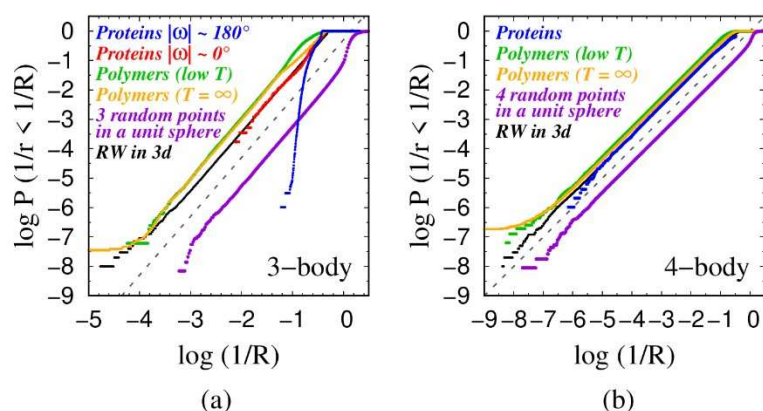 Proteins |ω| ~ 180°
Proteins |ω| ~ 0°
Polymers (low T)
Polymers (T = ∞)
3 random points
in a unit sphere
RW in 3d
3−body
log P (1/r < 1/R)
0
−1
−2
−3
−4
−5
−6
−7
−8
−9
−5 −4 −3 −2 −1 0
log (1/R)
(a)
Proteins
Polymers (low T)
Polymers (T = ∞)
4 random points
in a unit sphere
RW in 3d
4−body
log P (1/r < 1/R)
0
−1
−2
−3
−4
−5
−6
−7
−8
−9
−9 −8 −7 −6 −5 −4 −3 −2 −1 0
log (1/R)
(b)